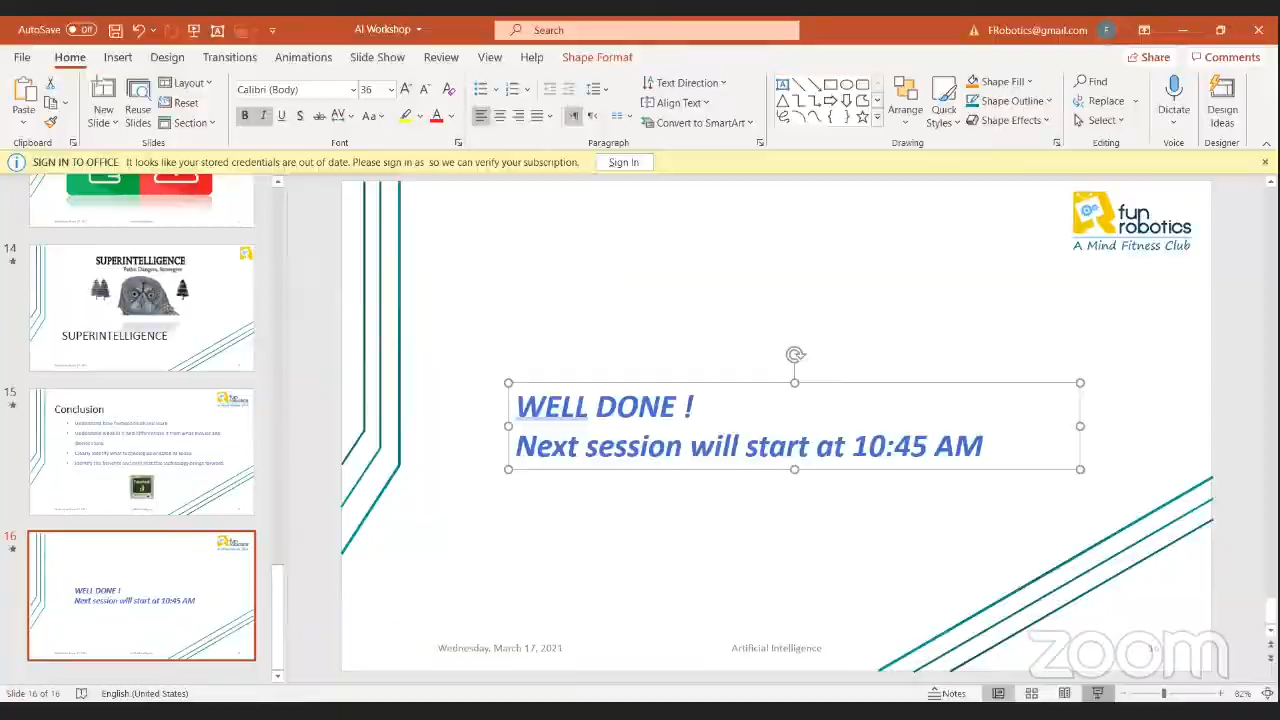 AutoSave Off
AI Workshop
Search
FRobotics@gmail.com
F
File Home Insert Design Transitions Animations Slide Show Review View Help Shape Format Share Comments
Paste
Clipboard
New Slide
Reuse Slides
Layout
Reset
Section
Slides
Calibri (Body) 36
Font
Paragraph
Text Direction
Align Text
Convert to SmartArt
Arrange
Quick Styles
Shape Fill
Shape Outline
Shape Effects
Drawing
Find
Replace
Select
Editing
Dictate
Voice
Design Ideas
Designer
SIGN IN TO OFFICE It looks like your stored credentials are out of date. Please sign in as so we can verify your subscription. Sign In
14
SUPERINTELLIGENCE
Paths, Dangers, Strategies
SUPERINTELLIGENCE
15
Conclusion
16
WELL DONE !
Next session will start at 10:45 AM
fun robotics
A Mind Fitness Club
WELL DONE !
Next session will start at 10:45 AM
Wednesday, March 17, 2021
Artificial Intelligence
16
zoom
Slide 16 of 16
English (United States)
Notes
82%